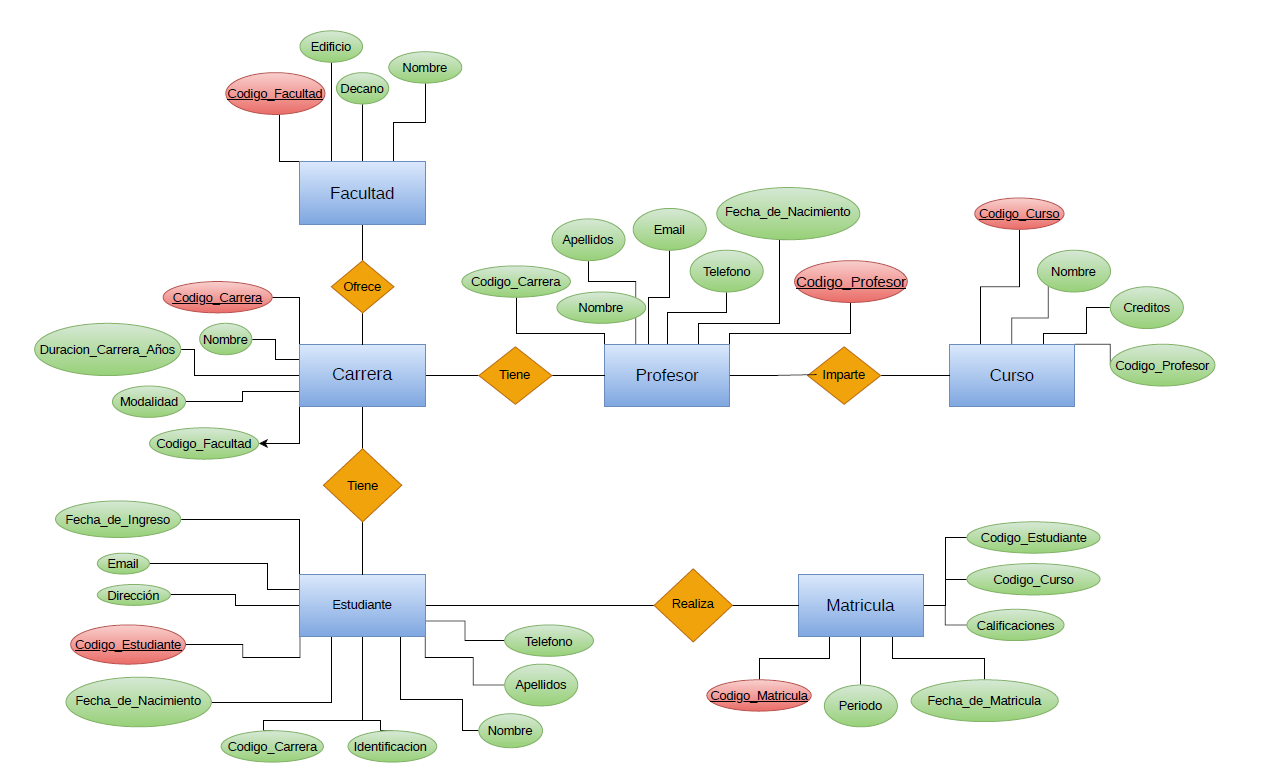 Edificio
Nombre
Decano
Codigo_Facultad
Facultad
Ofrece
Codigo_Carrera
Nombre
Duracion_Carrera_Años
Modalidad
Codigo_Facultad
Carrera
Tiene
Codigo_Carrera
Apellidos
Nombre
Email
Telefono
Fecha_de_Nacimiento
Codigo_Profesor
Profesor
Imparte
Codigo_Curso
Nombre
Creditos
Codigo_Profesor
Curso
Tiene
Fecha_de_Ingreso
Email
Dirección
Codigo_Estudiante
Fecha_de_Nacimiento
Codigo_Carrera
Identificacion
Nombre
Apellidos
Telefono
Estudiante
Realiza
Matricula
Codigo_Estudiante
Codigo_Curso
Calificaciones
Codigo_Matricula
Periodo
Fecha_de_Matricula